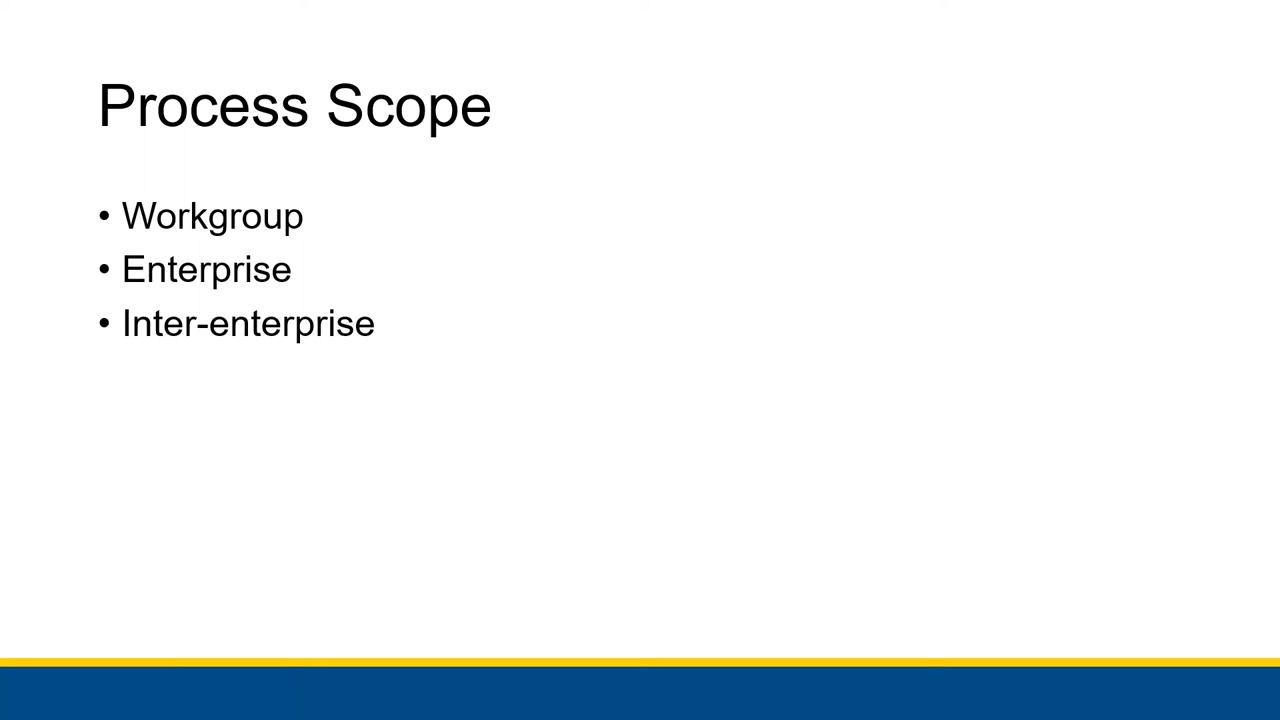 Process Scope
• Workgroup
• Enterprise
• Inter-enterprise